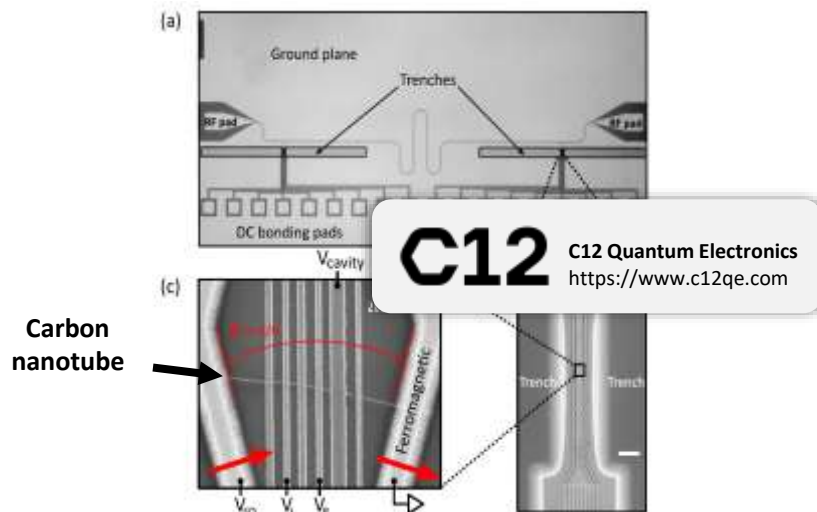 (a)
Ground plane
Trenches
RF pad
RF pad
DC bonding pads
C12
C12 Quantum Electronics
https://www.c12qe.com
Vcavity
(c)
Carbon
nanotube
Ferromagnetic
Trench
Trench